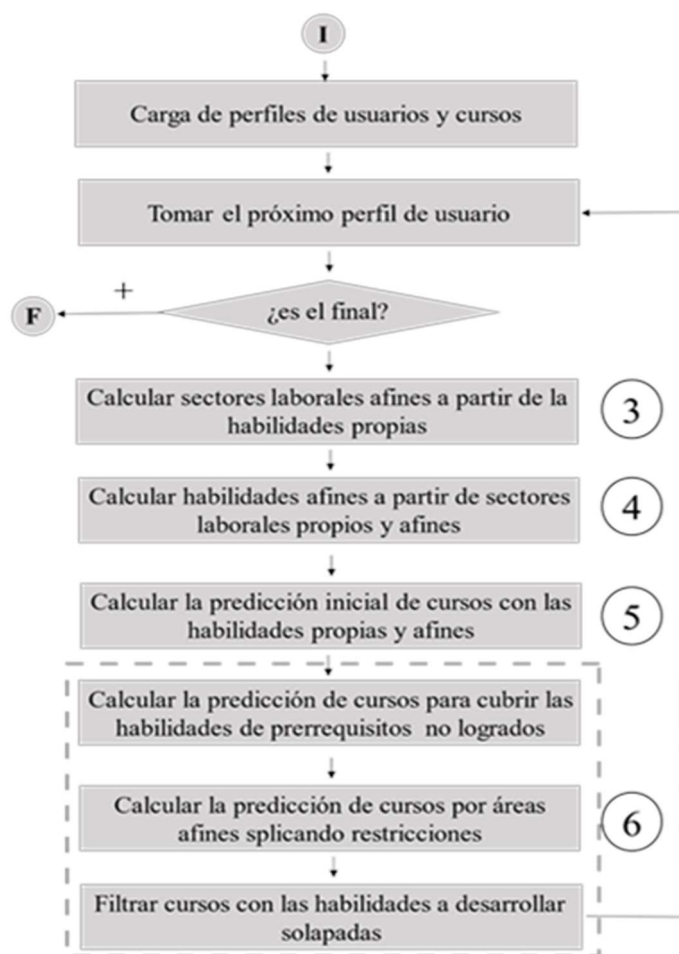 I
Carga de perfiles de usuarios y cursos
Tomar el próximo perfil de usuario
+
F
¿es el final?
Calcular sectores laborales afines a partir de la
habilidades propias
3
Calcular habilidades afines a partir de sectores
laborales propios y afines
4
Calcular la predicción inicial de cursos con las
habilidades propias y afines
5
Calcular la predicción de cursos para cubrir las
habilidades de prerrequisitos no logrados
Calcular la predicción de cursos por áreas
afines splicando restricciones
6
Filtrar cursos con las habilidades a desarrollar
solapadas